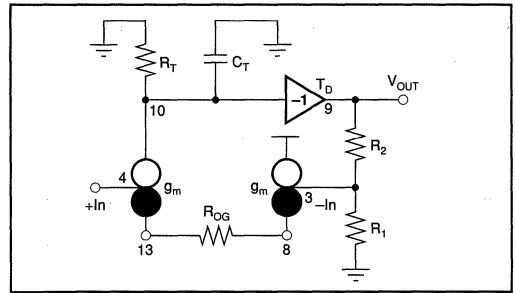 R_T
C_T
10
-1
T_D
9
V_OUT
R_2
4
g_m
+In
g_m
3
-In
R_OG
R_1
13
8